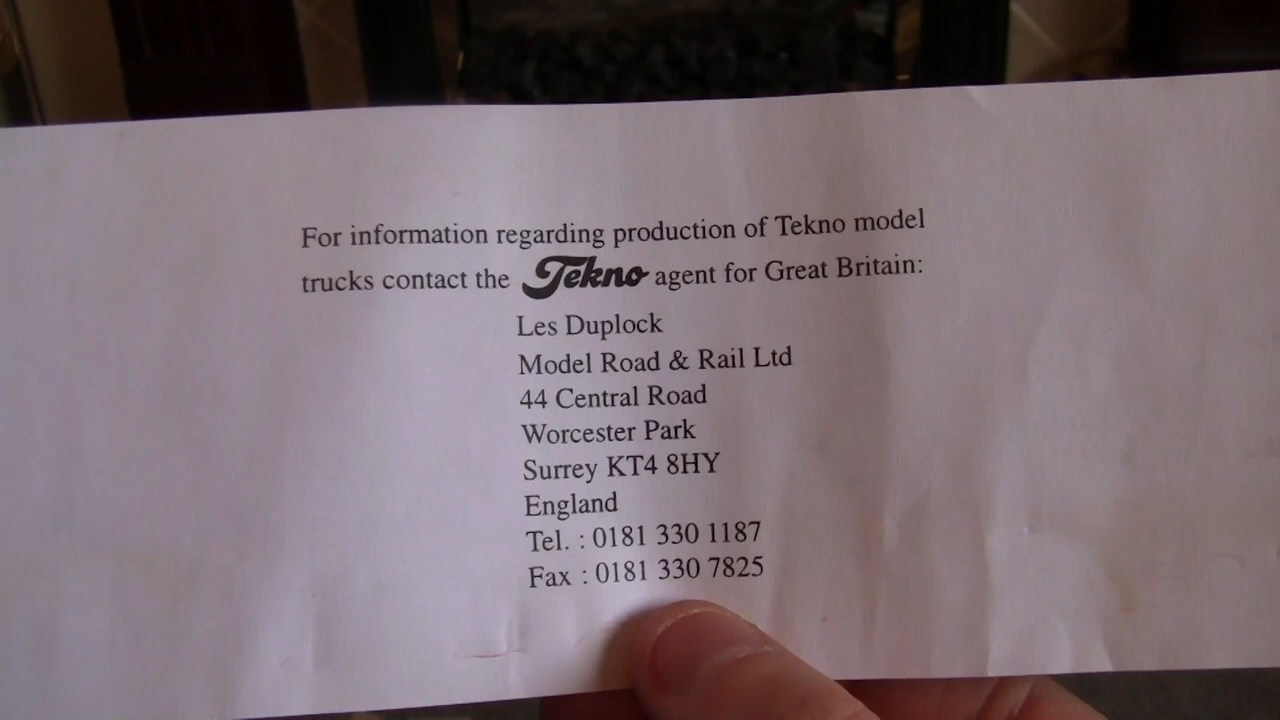 For information regarding production of Tekno model
trucks contact the Tekno agent for Great Britain:
Les Duplock
Model Road & Rail Ltd
44 Central Road
Worcester Park
Surrey KT4 8HY
England
Tel. : 0181 330 1187
Fax : 0181 330 7825